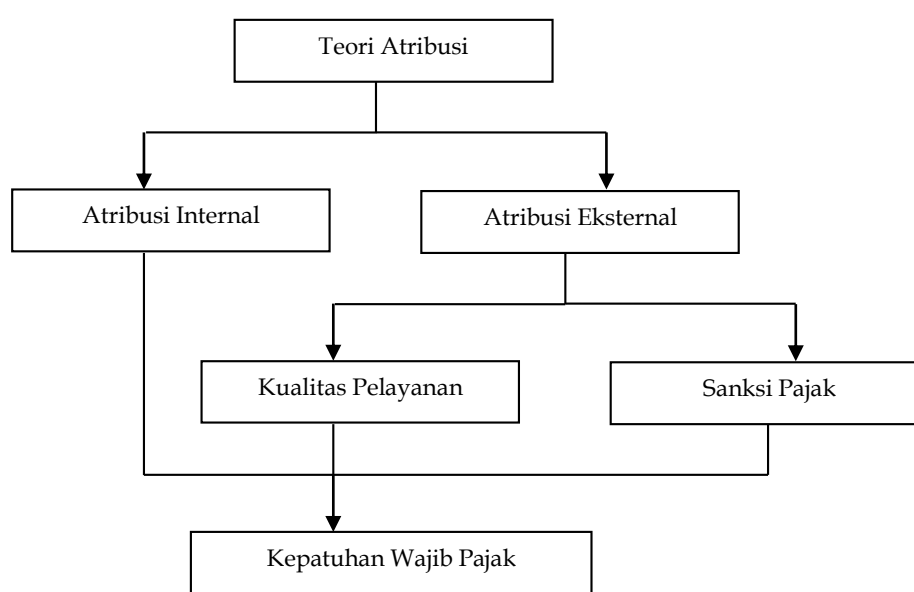 Teori Atribusi
Atribusi Internal
Atribusi Eksternal
Kualitas Pelayanan
Sanksi Pajak
Kepatuhan Wajib Pajak